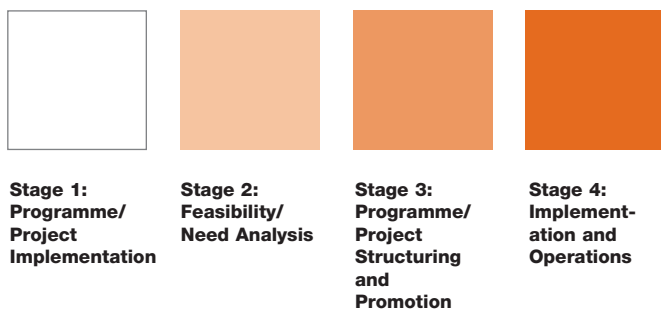 Stage 1:
Programme/
Project
Implementation
Stage 2:
Feasibility/
Need Analysis
Stage 3:
Programme/
Project
Structuring
and
Promotion
Stage 4:
Implement-
ation and
Operations